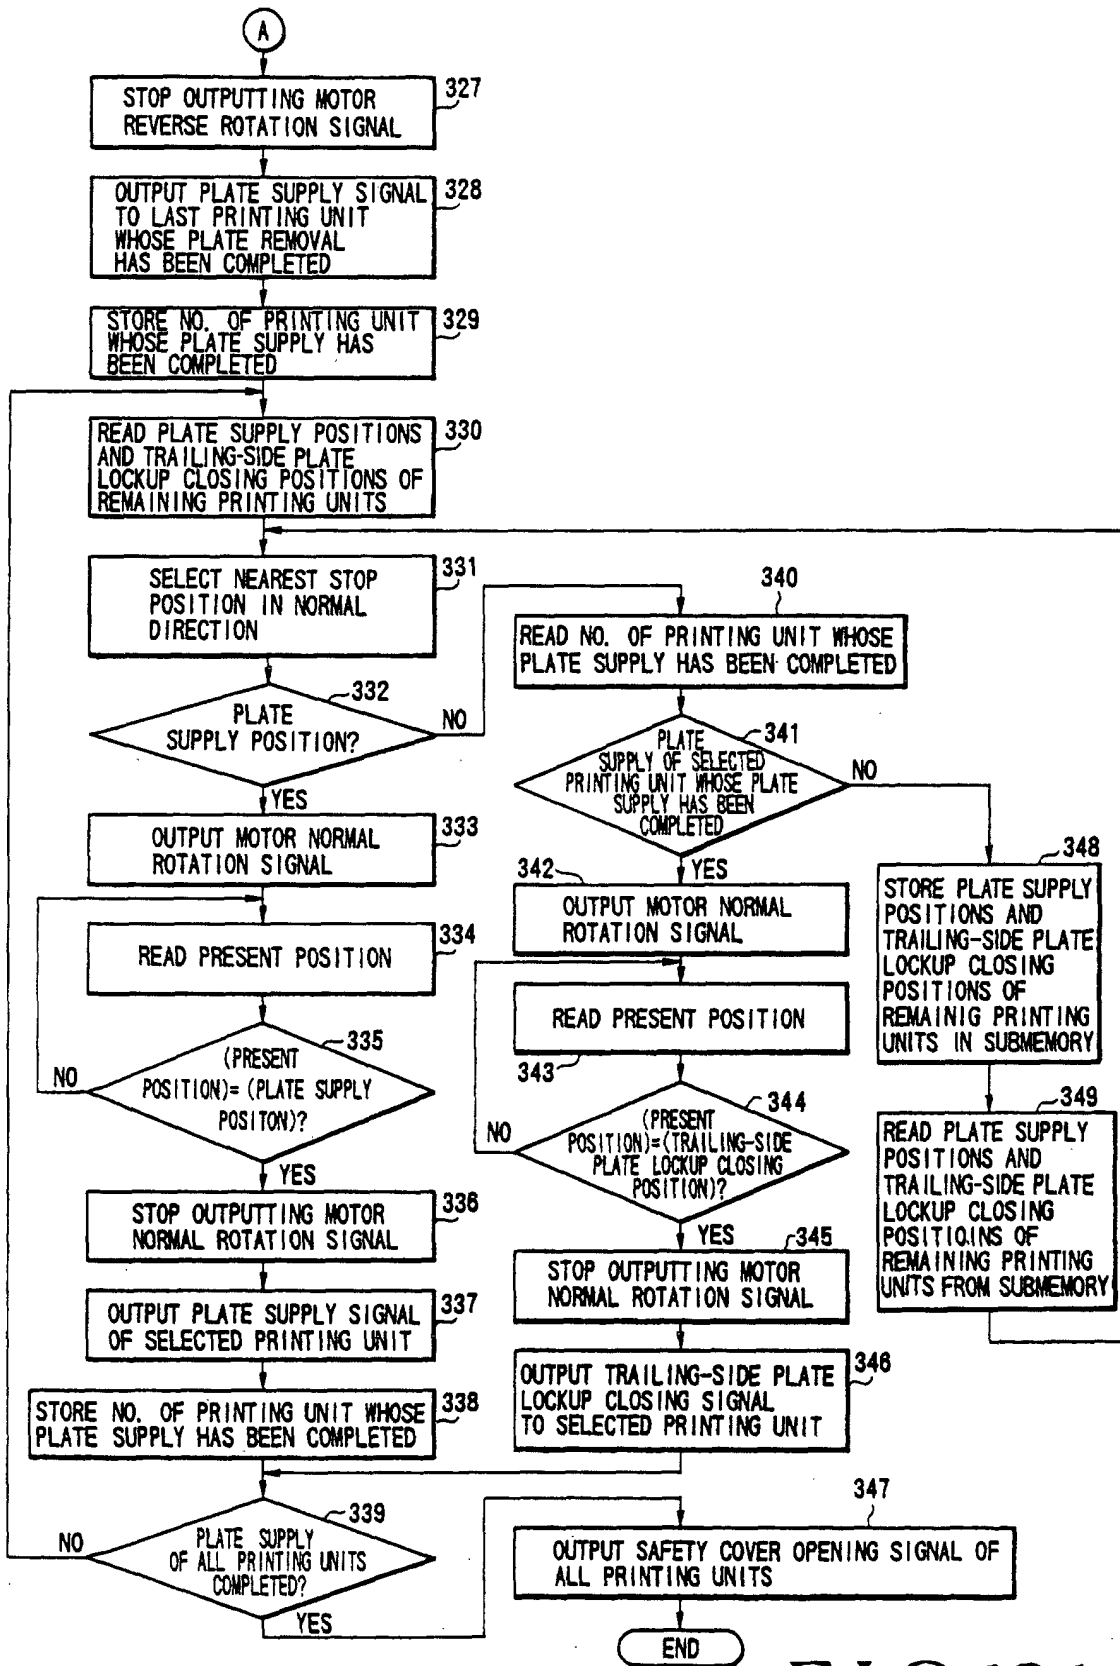 A
327
STOP OUTPUTTING MOTOR
REVERSE ROTATION SIGNAL
328
OUTPUT PLATE SUPPLY SIGNAL
TO LAST PRINTING UNIT
WHOSE PLATE REMOVAL
HAS BEEN COMPLETED
329
STORE NO. OF PRINTING UNIT
WHOSE PLATE SUPPLY HAS
BEEN COMPLETED
330
READ PLATE SUPPLY POSITIONS
AND TRAILING-SIDE PLATE
LOCKUP CLOSING POSITIONS OF
REMAINING PRINTING UNITS
331
SELECT NEAREST STOP
POSITION IN NORMAL
DIRECTION
332
PLATE
SUPPLY POSITION?
NO
YES
333
OUTPUT MOTOR NORMAL
ROTATION SIGNAL
334
READ PRESENT POSITION
335
(PRESENT
POSITION)=(PLATE SUPPLY
POSITON)?
NO
YES
336
STOP OUTPUTTING MOTOR
NORMAL ROTATION SIGNAL
337
OUTPUT PLATE SUPPLY SIGNAL
OF SELECTED PRINTING UNIT
338
STORE NO. OF PRINTING UNIT WHOSE
PLATE SUPPLY HAS BEEN COMPLETED
339
PLATE SUPPLY
OF ALL PRINTING UNITS
COMPLETED?
NO
YES
340
READ NO. OF PRINTING UNIT WHOSE
PLATE SUPPLY HAS BEEN COMPLETED
341
PLATE
SUPPLY OF SELECTED
PRINTING UNIT WHOSE PLATE
SUPPLY HAS BEEN
COMPLETED
NO
YES
342
OUTPUT MOTOR NORMAL
ROTATION SIGNAL
READ PRESENT POSITION
343
344
(PRESENT
POSITION)=(TRAILING-SIDE
PLATE LOCKUP CLOSING
POSITION)?
NO
YES
345
STOP OUTPUTTING MOTOR
NORMAL ROTATION SIGNAL
346
OUTPUT TRAILING-SIDE PLATE
LOCKUP CLOSING SIGNAL
TO SELECTED PRINTING UNIT
347
OUTPUT SAFETY COVER OPENING SIGNAL OF
ALL PRINTING UNITS
END
348
STORE PLATE SUPPLY
POSITIONS AND
TRAILING-SIDE PLATE
LOCKUP CLOSING
POSITIONS OF
REMAINIG PRINTING
UNITS IN SUBMEMORY
349
READ PLATE SUPPLY
POSITIONS AND
TRAILING-SIDE PLATE
LOCKUP CLOSING
POSITIO.INS OF
REMAINING PRINTING
UNITS FROM SUBMEMORY